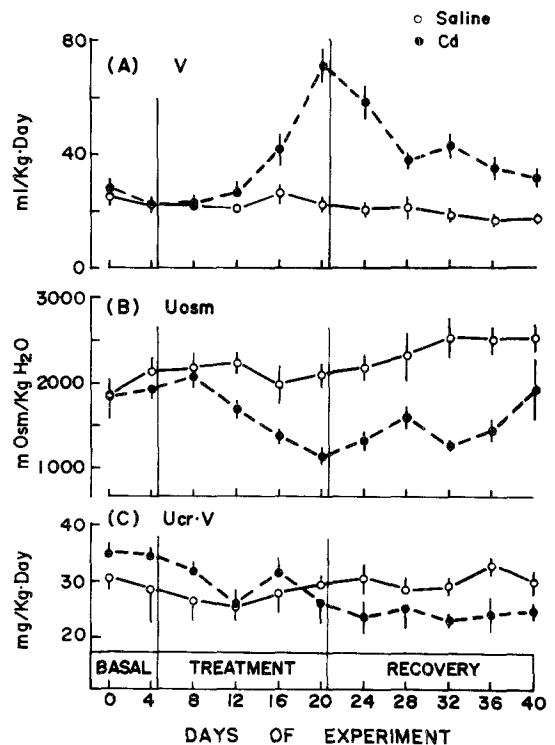 Saline
Cd
(A) V
ml/Kg·Day
80
40
0
(B) Uosm
m Osm/Kg H₂O
3000
2000
1000
(C) Ucr·V
mg/Kg·Day
40
30
20
BASAL TREATMENT RECOVERY
0 4 8 12 16 20 24 28 32 36 40
DAYS OF EXPERIMENT